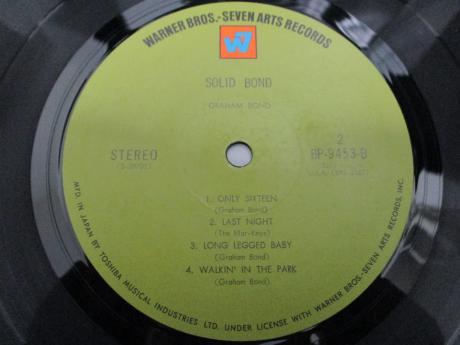 WARNER BROS.-SEVEN ARTS RECORDS
W7
SOLID BOND
GRAHAM BOND
STEREO
2
BP-9453-B
1. ONLY SIXTEEN
(Graham Bond)
2. LAST NIGHT
(The Mar-Keys)
3. LONG LEGGED BABY
(Graham Bond)
4. WALKIN' IN THE PARK
(Graham Bond)
MFD. IN JAPAN BY TOSHIBA MUSICAL INDUSTRIES LTD. UNDER LICENSE WITH WARNER BROS.-SEVEN ARTS RECORDS, INC.